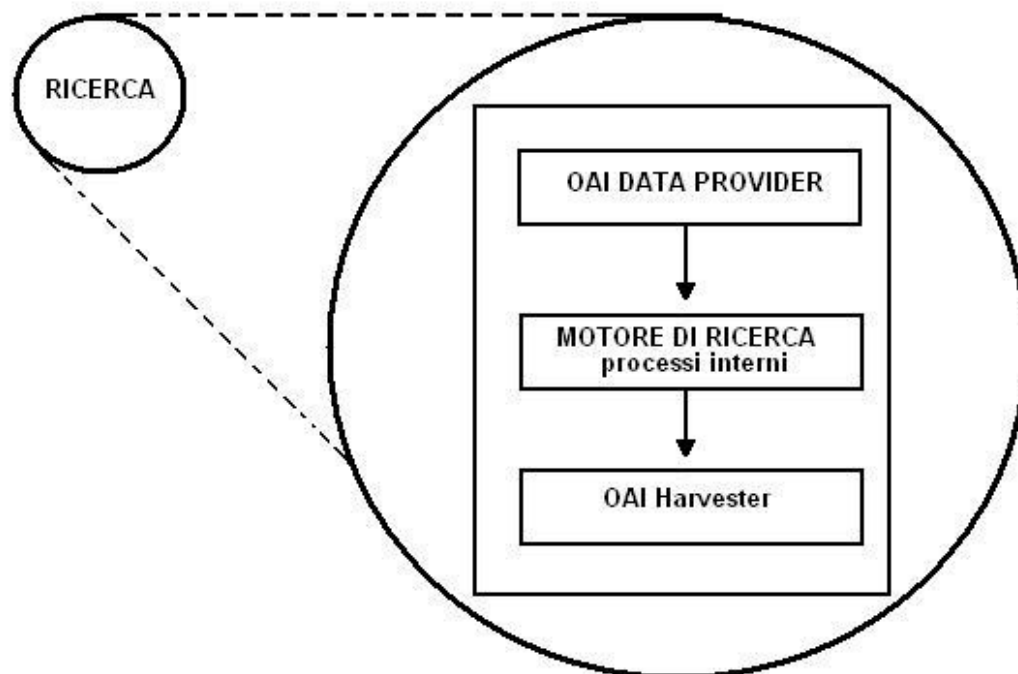 RICERCA
OAI DATA PROVIDER
MOTORE DI RICERCA
processi interni
OAI Harvester